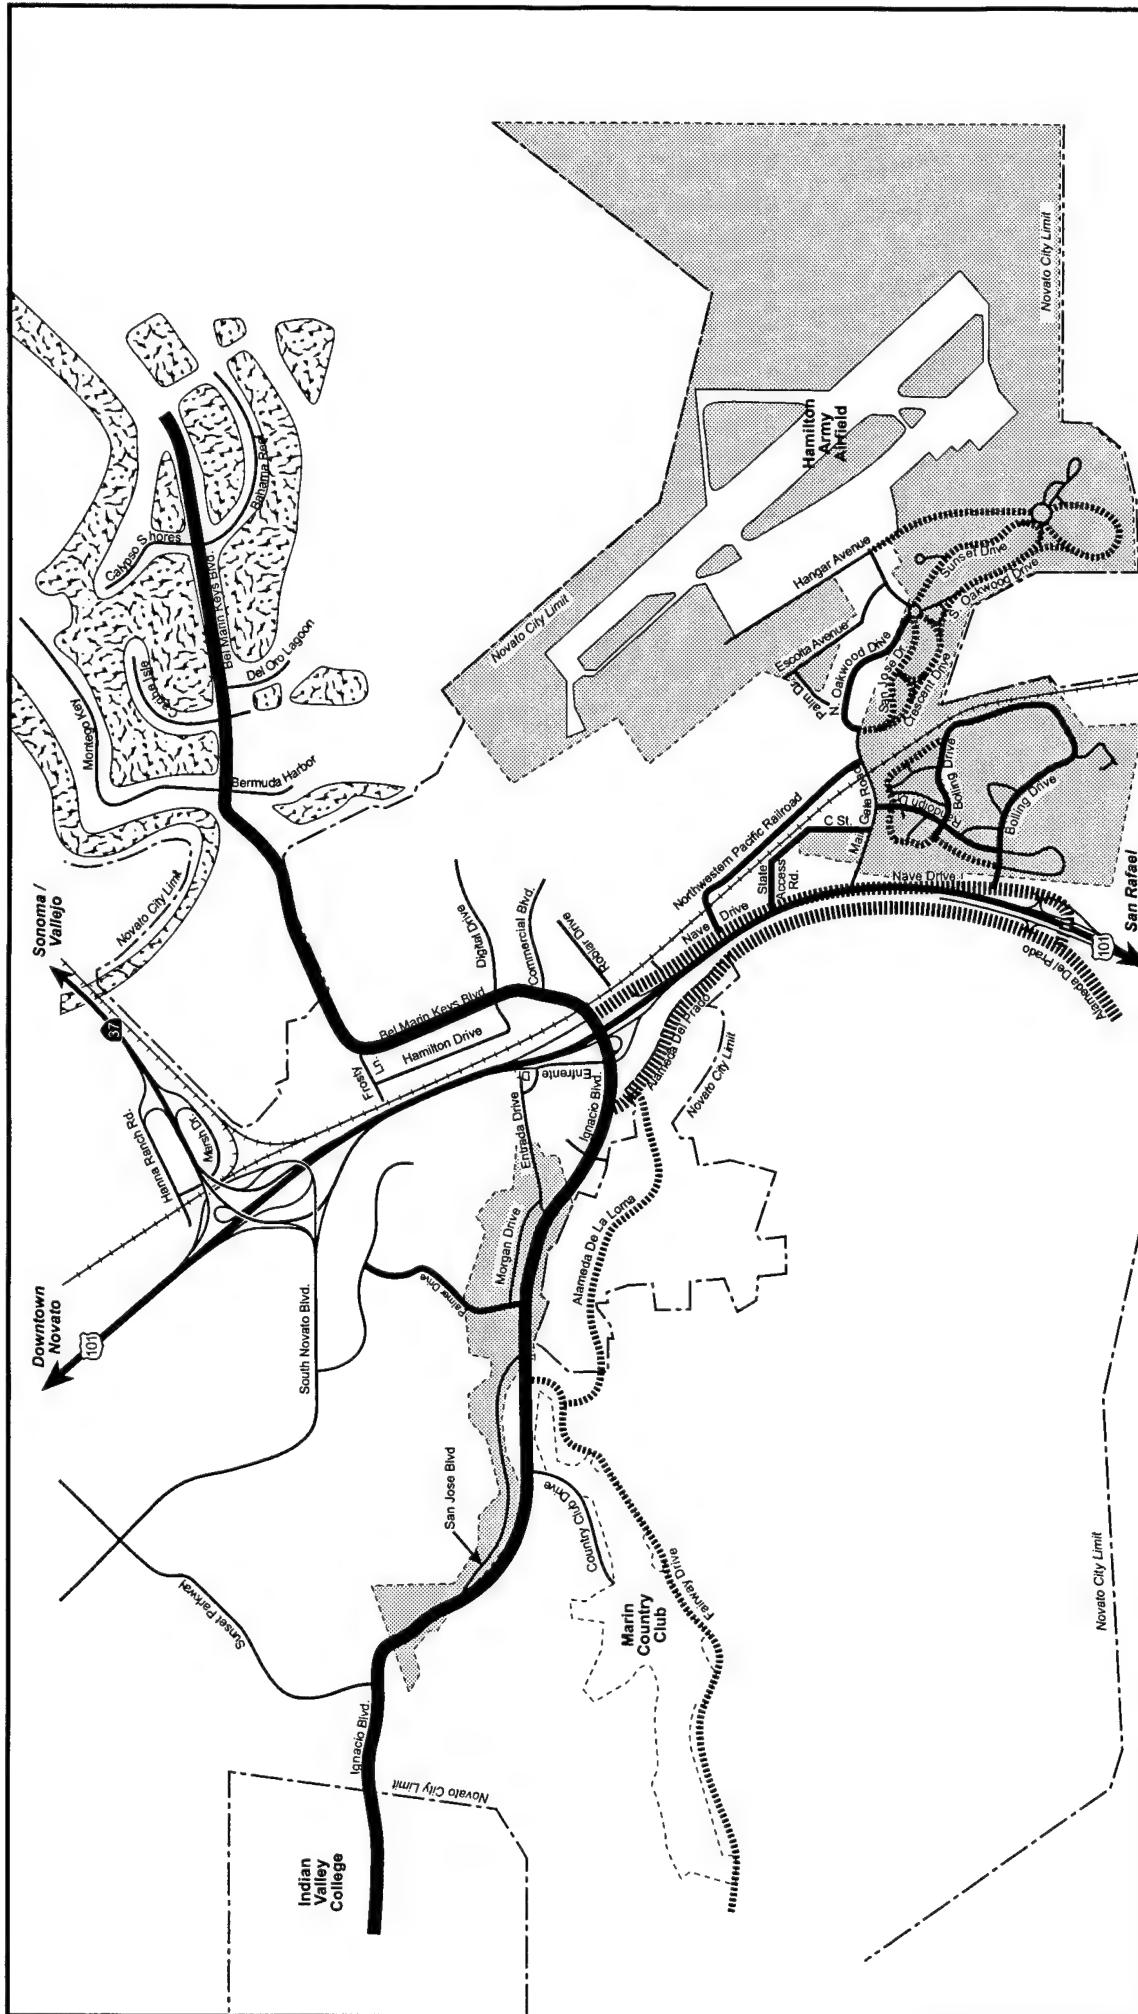 Sonoma /
Vallejo
37
Downtown
Novato
101
Hanna Ranch Rd.
Marsh Dr.
South Novato Blvd.
Sunset Parkway
Novato City Limit
Montego Key
Calypso Shores
Bahama Reef
Bel Marin Keys Blvd.
Del Oro Lagoon
Bermuda Harbor
Novato City Limit
Digital Drive
Commercial Blvd.
Roblar Drive
Bel Marin Keys Blvd.
Hamilton Drive
Frosty
Ln.
Enfrente
Dr.
Entrada Drive
Ignacio Blvd.
Morgan Drive
Palmer Drive
San Jose Blvd
Ignacio Blvd.
Novato City Limit
Indian
Valley
College
Country Club Drive
Marin
Country
Club
Fairway Drive
Alameda De La Loma
Alameda Del Prado
Novato City Limit
Northwestern Pacific Railroad
Nave Drive
State
Access
Rd.
C St.
Main Gate Road
Hamilton
Army
Airfield
Novato City Limit
Hangar Avenue
Escolta Avenue
Palm Dr.
N. Oakwood Drive
San Jose Dr.
Crescent Drive
Sunset Drive
S. Oakwood Drive
Randolph Dr.
Bolling Drive
Bolling Drive
Nave Drive
101
San Rafael
Alameda Del Prado
Novato City Limit